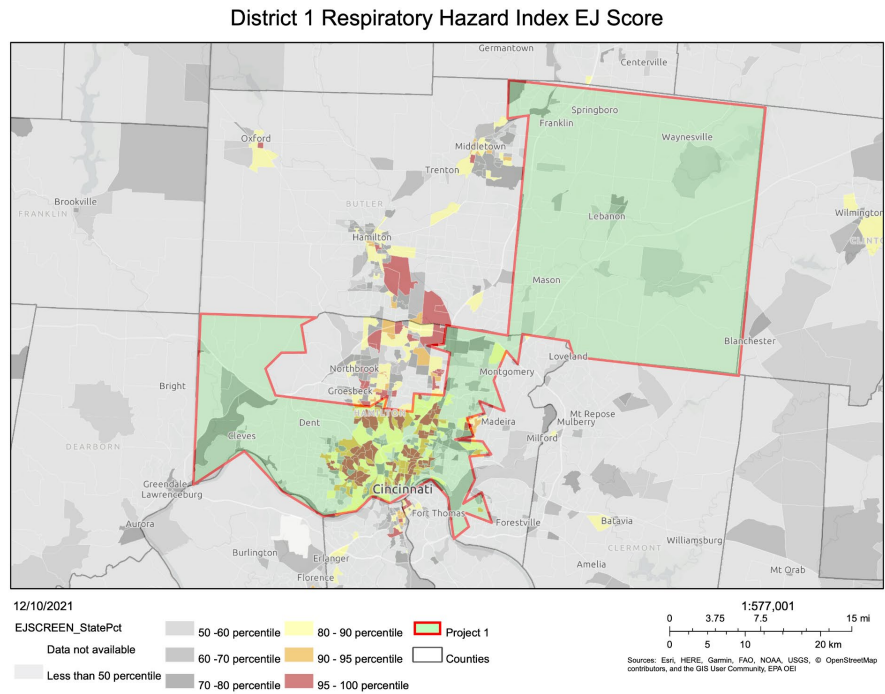 District 1 Respiratory Hazard Index EJ Score
Germantown
Centerville
Springboro
Franklin
Waynesville
Oxford
Middletown
Trenton
Brookville
FRANKLIN
BUTLER
Lebanon
Wilmington
CLINTO
Hamilton
Mason
Blanchester
Loveland
Northbrook
Montgomery
Bright
Groesbeck
HAMILTON
Dent
Madeira
Mt Repose
Mulberry
Milford
DEARBORN
Cleves
Greendale
Lawrenceburg
Cincinnati
Aurora
Fort Thomas
Forestville
Batavia
Burlington
Erlanger
CLERMONT
Williamsburg
Florence
Amelia
Mt Orab
12/10/2021
EJSCREEN_StatePct
Data not available
Less than 50 percentile
50 -60 percentile
60 -70 percentile
70 -80 percentile
80 - 90 percentile
90 - 95 percentile
95 - 100 percentile
Project 1
Counties
1:577,001
0 3.75 7.5 15 mi
0 5 10 20 km
Sources: Esri, HERE, Garmin, FAO, NOAA, USGS, © OpenStreetMap
contributors, and the GIS User Community, EPA OEI